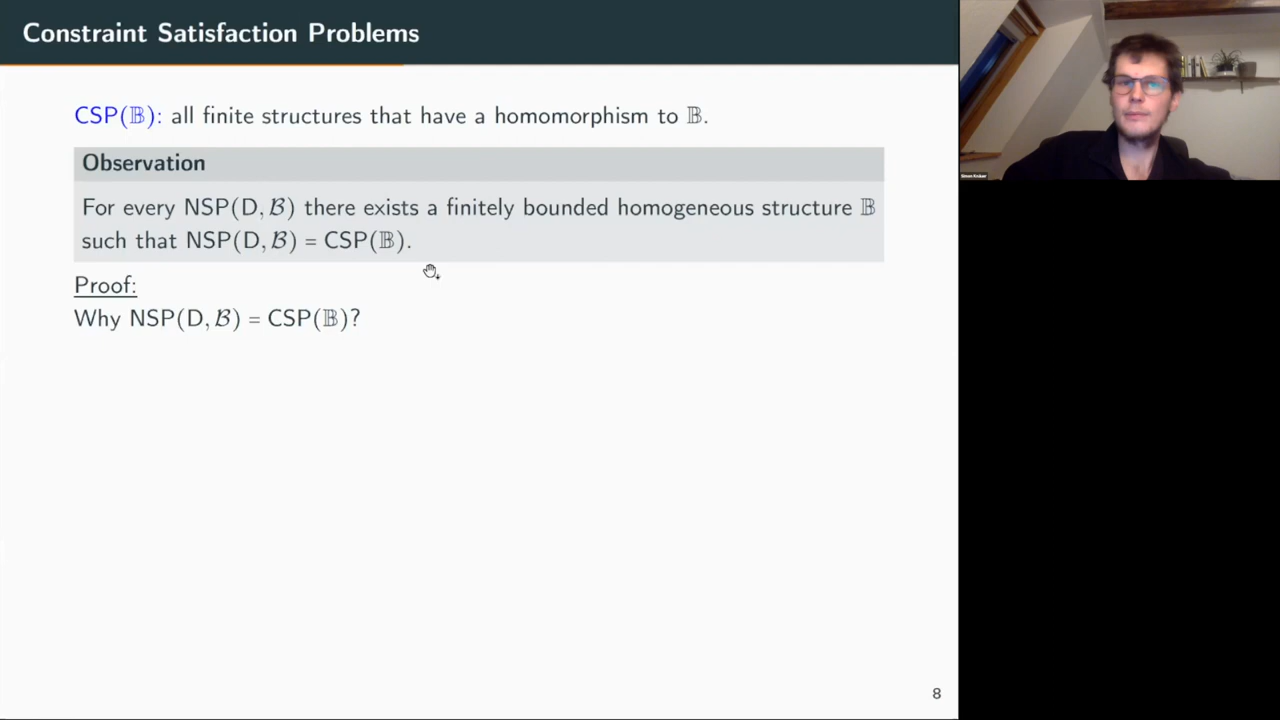 Constraint Satisfaction Problems
CSP(𝔹): all finite structures that have a homomorphism to 𝔹.
Observation
For every NSP(D, ℬ) there exists a finitely bounded homogeneous structure 𝔹
such that NSP(D, ℬ) = CSP(𝔹).
Proof:
Why NSP(D, ℬ) = CSP(𝔹)?
8